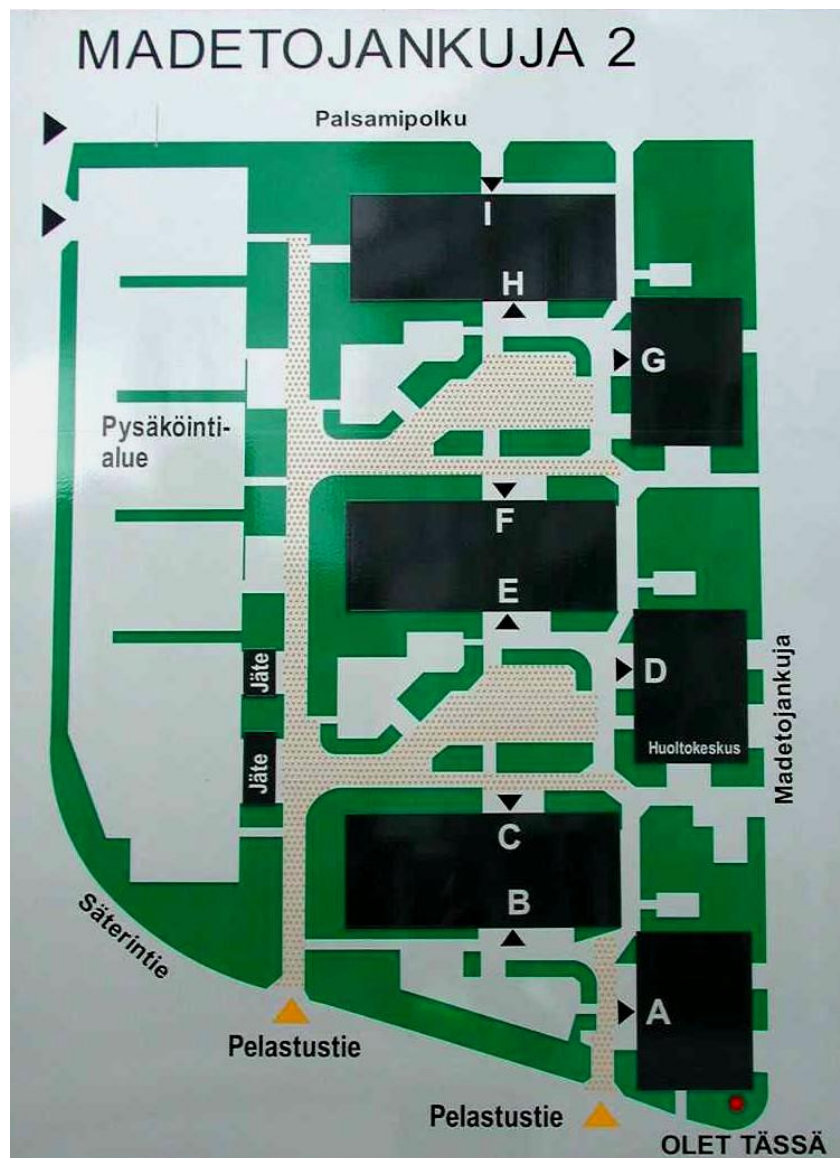 MADETOJANKUJA 2
Palsamipolku
I
H
G
Pysäköinti-
alue
F
E
D
Jäte
Huoltokeskus
Madetojankuja
Jäte
C
B
Säterintie
A
Pelastustie
Pelastustie
OLET TÄSSÄ